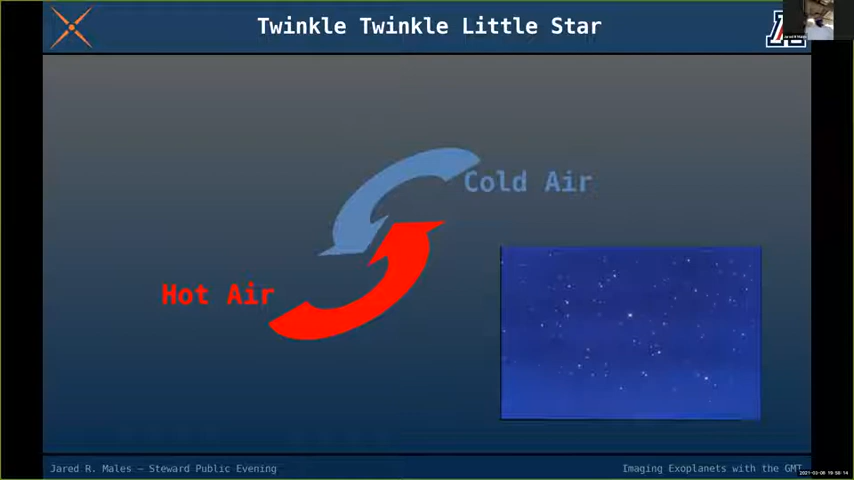 Twinkle Twinkle Little Star
Cold Air
Hot Air
Jared R. Males – Steward Public Evening
Imaging Exoplanets with the GMT